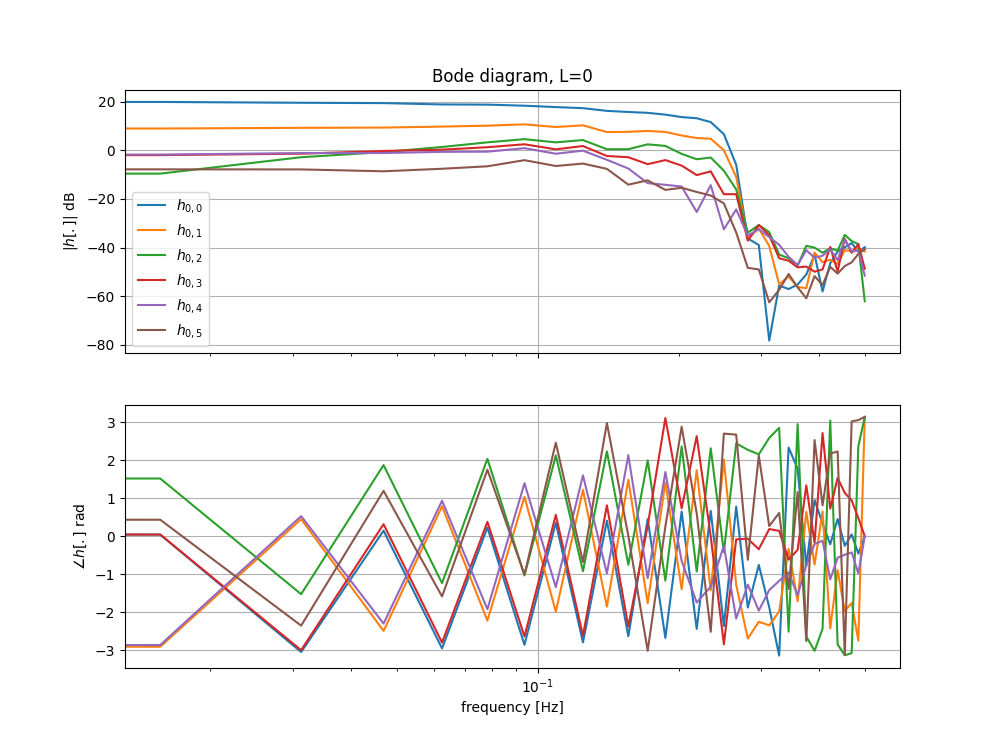 Bode diagram, L=0
|h[.]| dB
20
0
−20
−40
−60
−80
h0,0
h0,1
h0,2
h0,3
h0,4
h0,5
∠h[.] rad
3
2
1
0
−1
−2
−3
10−1
frequency [Hz]